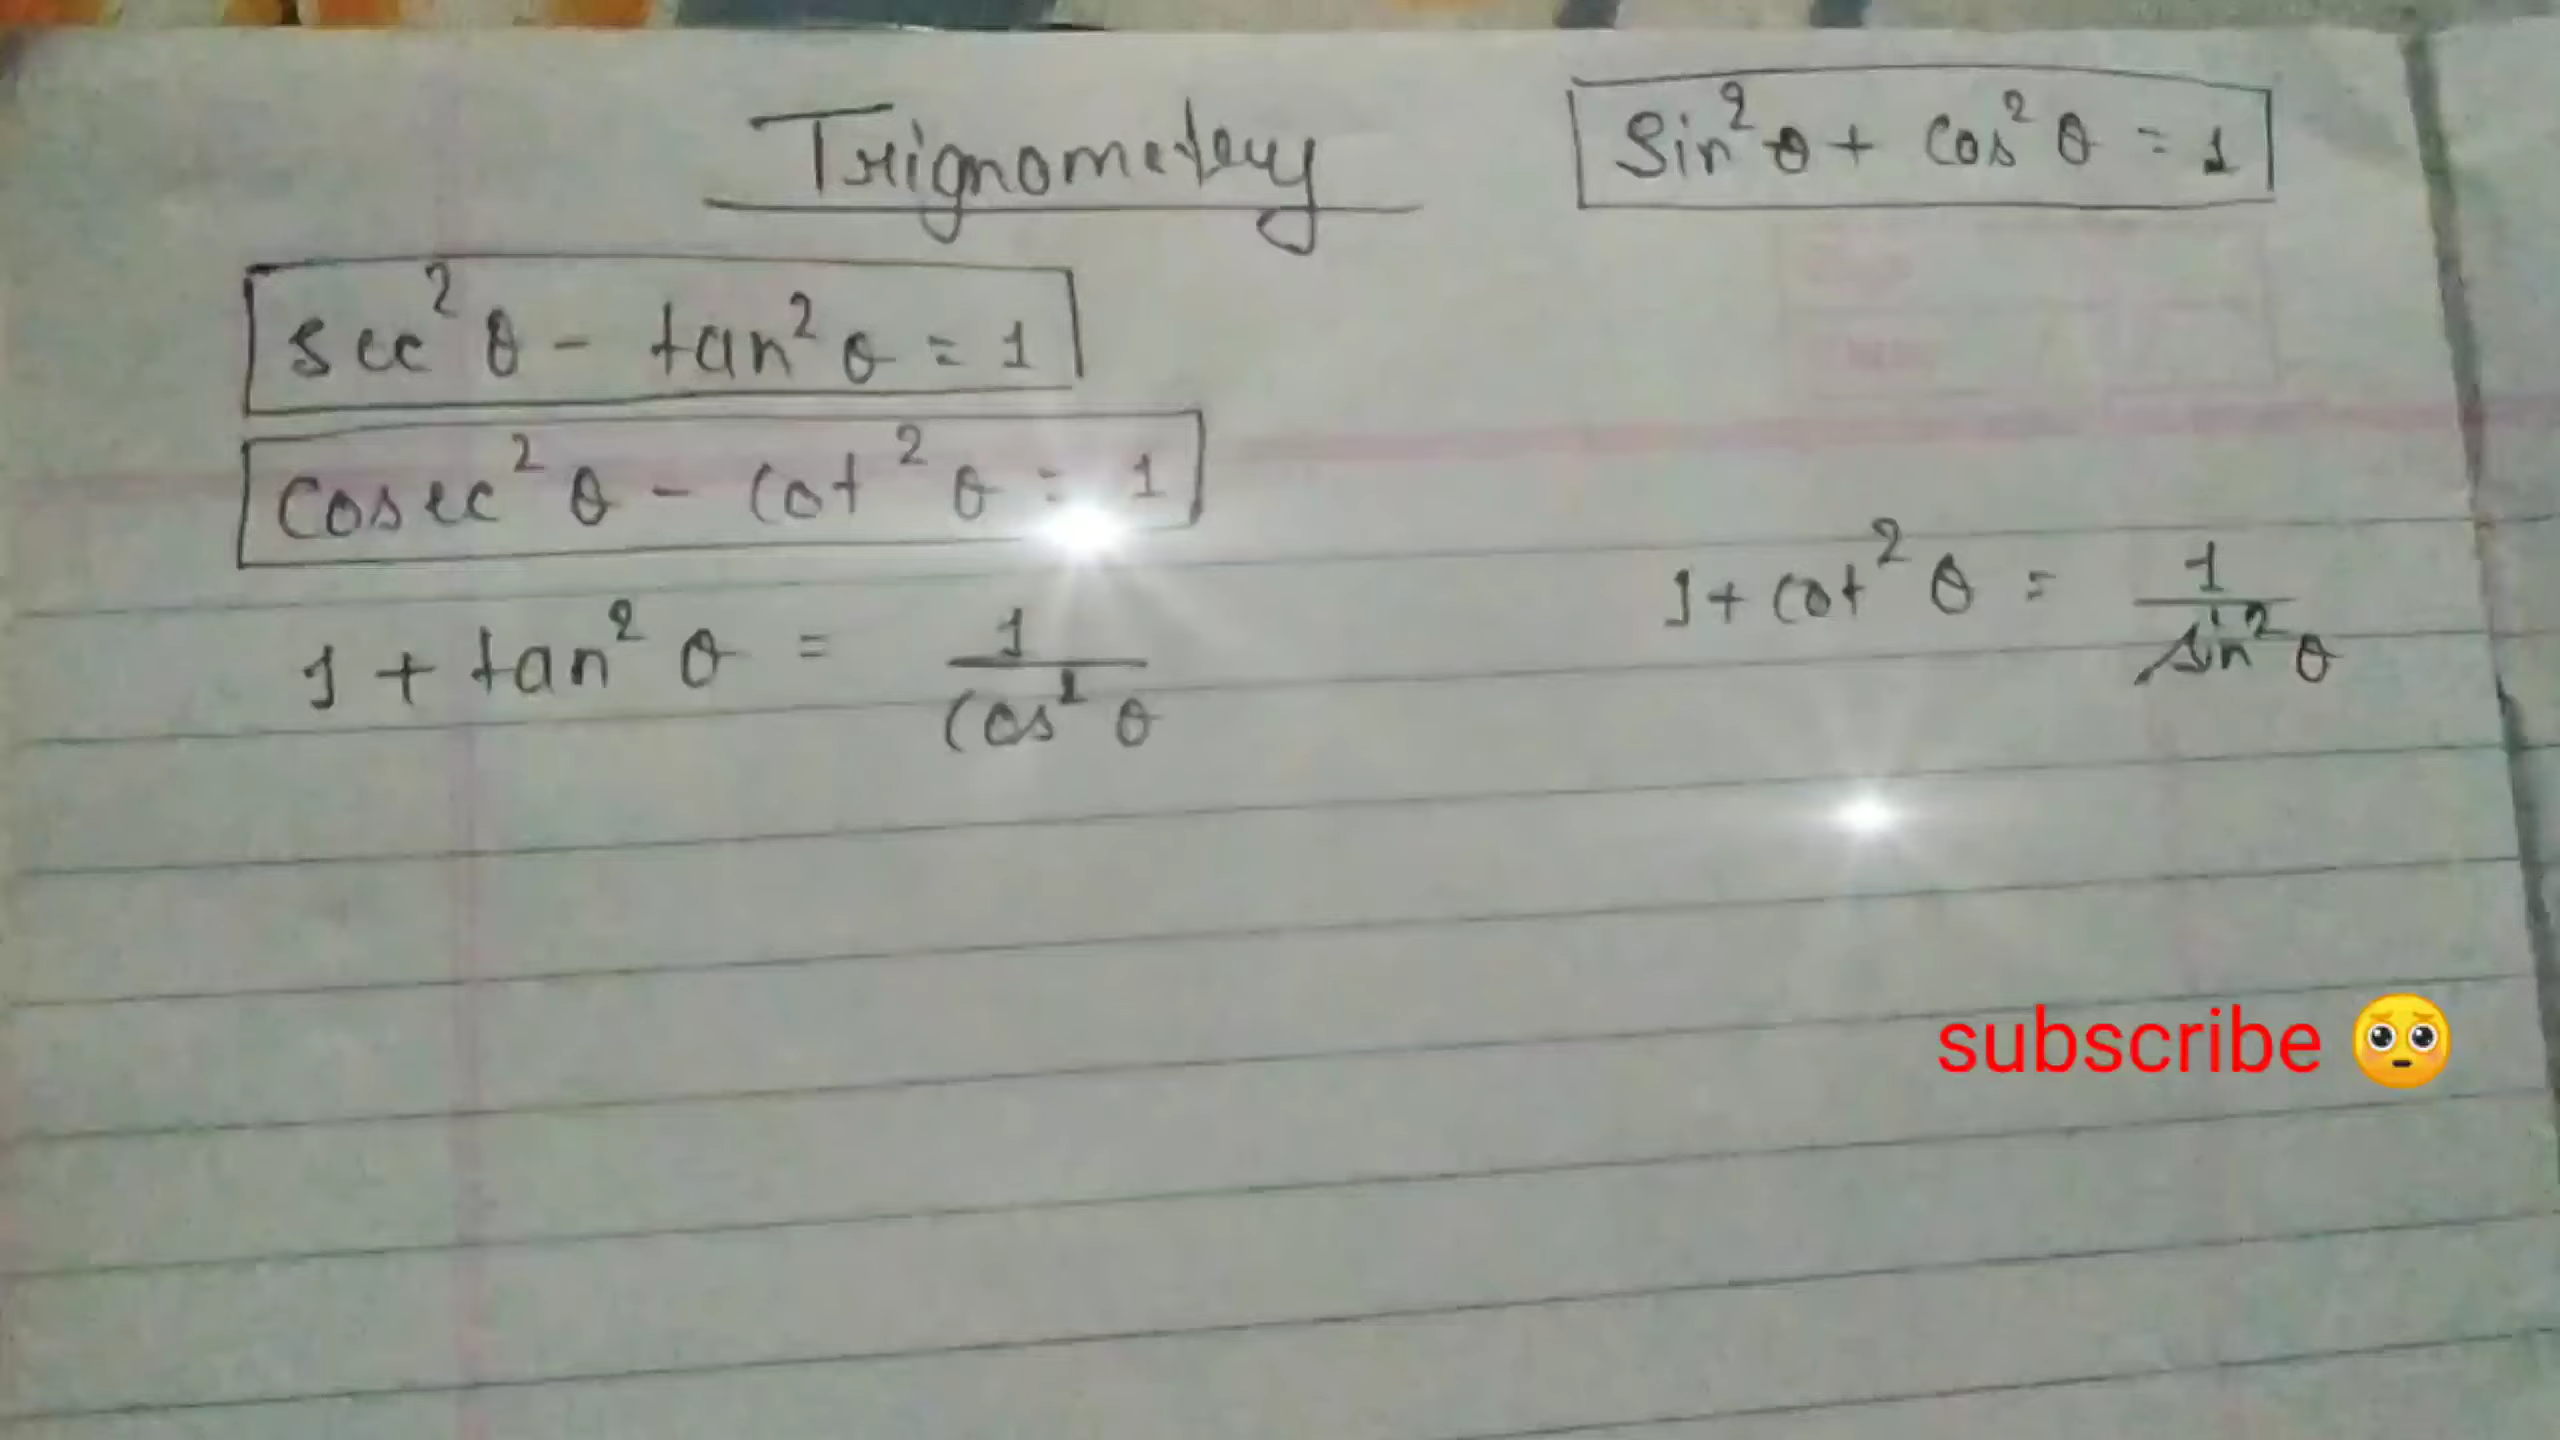 Trignometry
Sin²θ + Cos²θ = 1
sec²θ - tan²θ = 1
Cosec²θ - Cot²θ = 1
1 + tan²θ = 1/Cos²θ
1 + Cot²θ = 1/sin²θ
subscribe 🥺